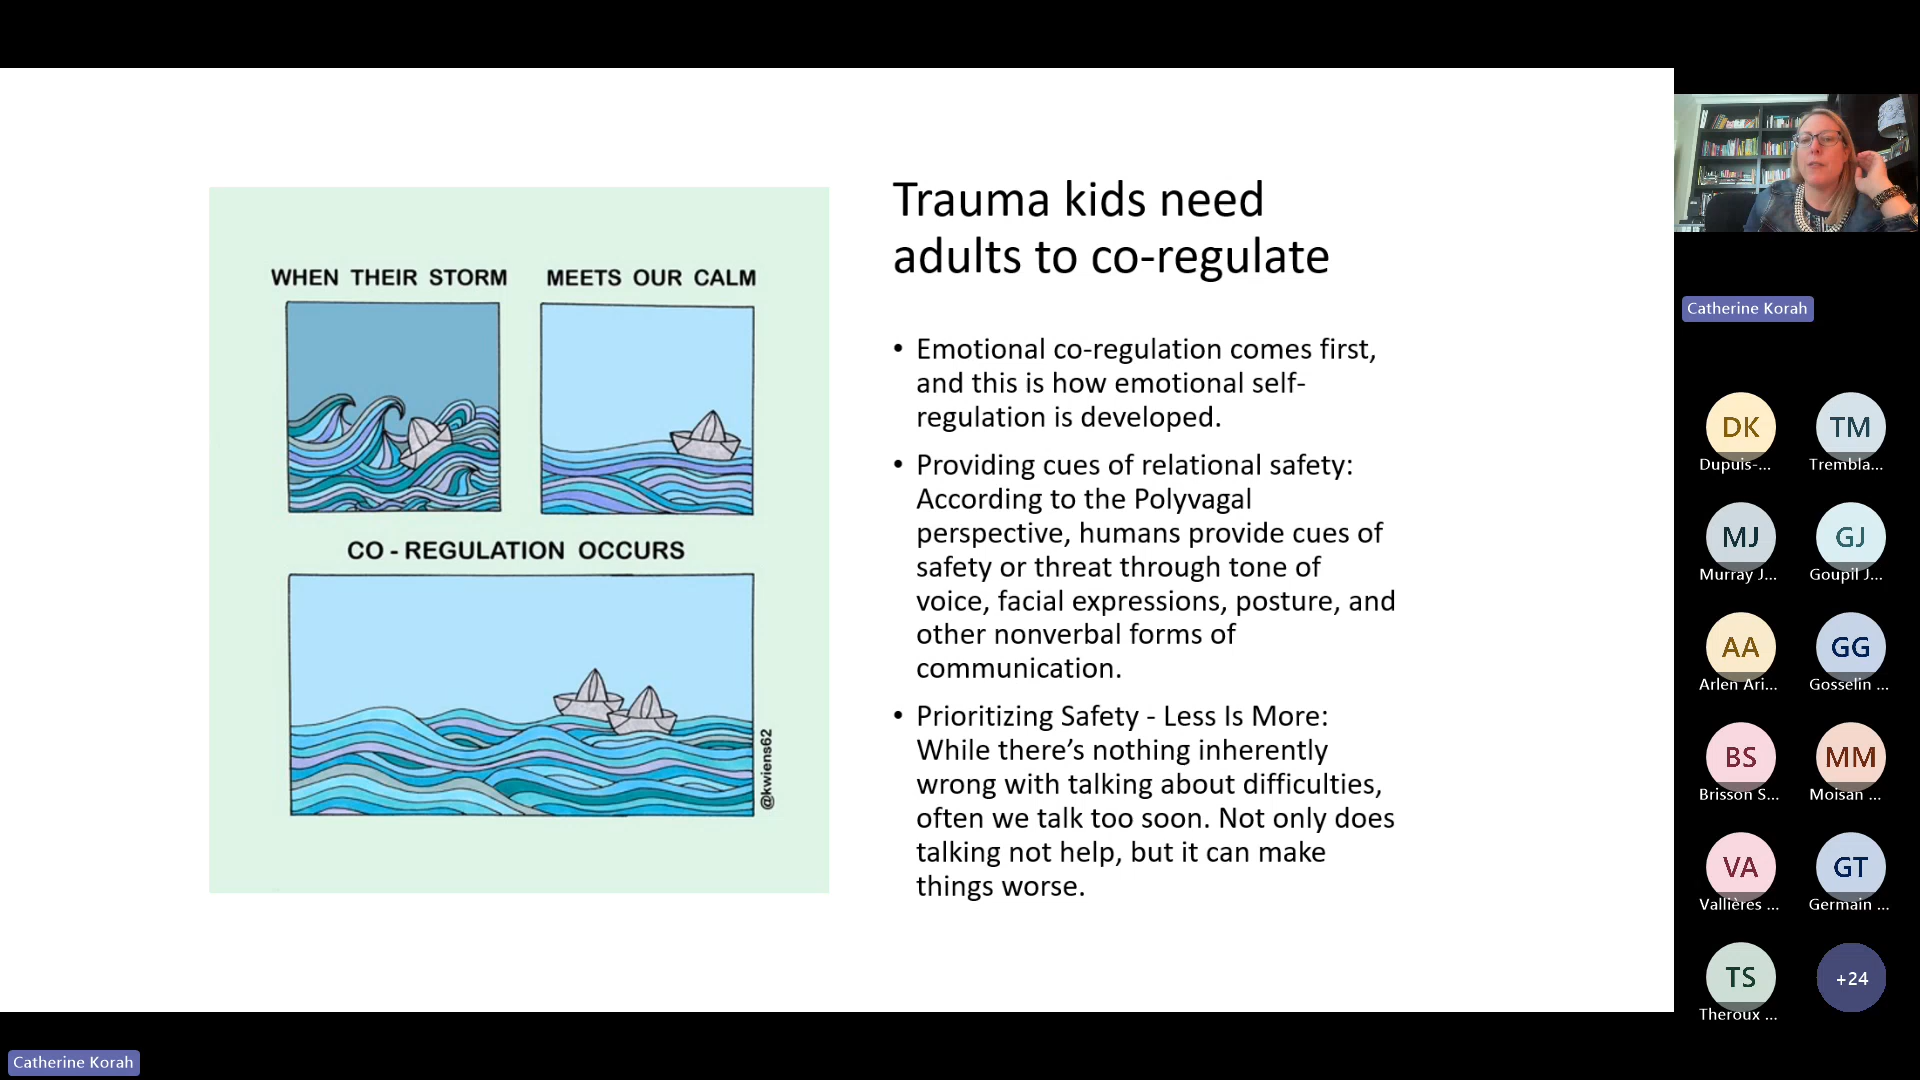 WHEN THEIR STORM
MEETS OUR CALM
CO - REGULATION OCCURS
@kwiens62
Trauma kids need
adults to co-regulate
• Emotional co-regulation comes first,
and this is how emotional self-
regulation is developed.
• Providing cues of relational safety:
According to the Polyvagal
perspective, humans provide cues of
safety or threat through tone of
voice, facial expressions, posture, and
other nonverbal forms of
communication.
• Prioritizing Safety - Less Is More:
While there’s nothing inherently
wrong with talking about difficulties,
often we talk too soon. Not only does
talking not help, but it can make
things worse.
Catherine Korah
DK
Dupuis-...
TM
Trembla...
MJ
Murray J...
GJ
Goupil J...
AA
Arlen Ari...
GG
Gosselin ...
BS
Brisson S...
MM
Moisan ...
VA
Vallières ...
GT
Germain ...
TS
Theroux ...
+24
Catherine Korah